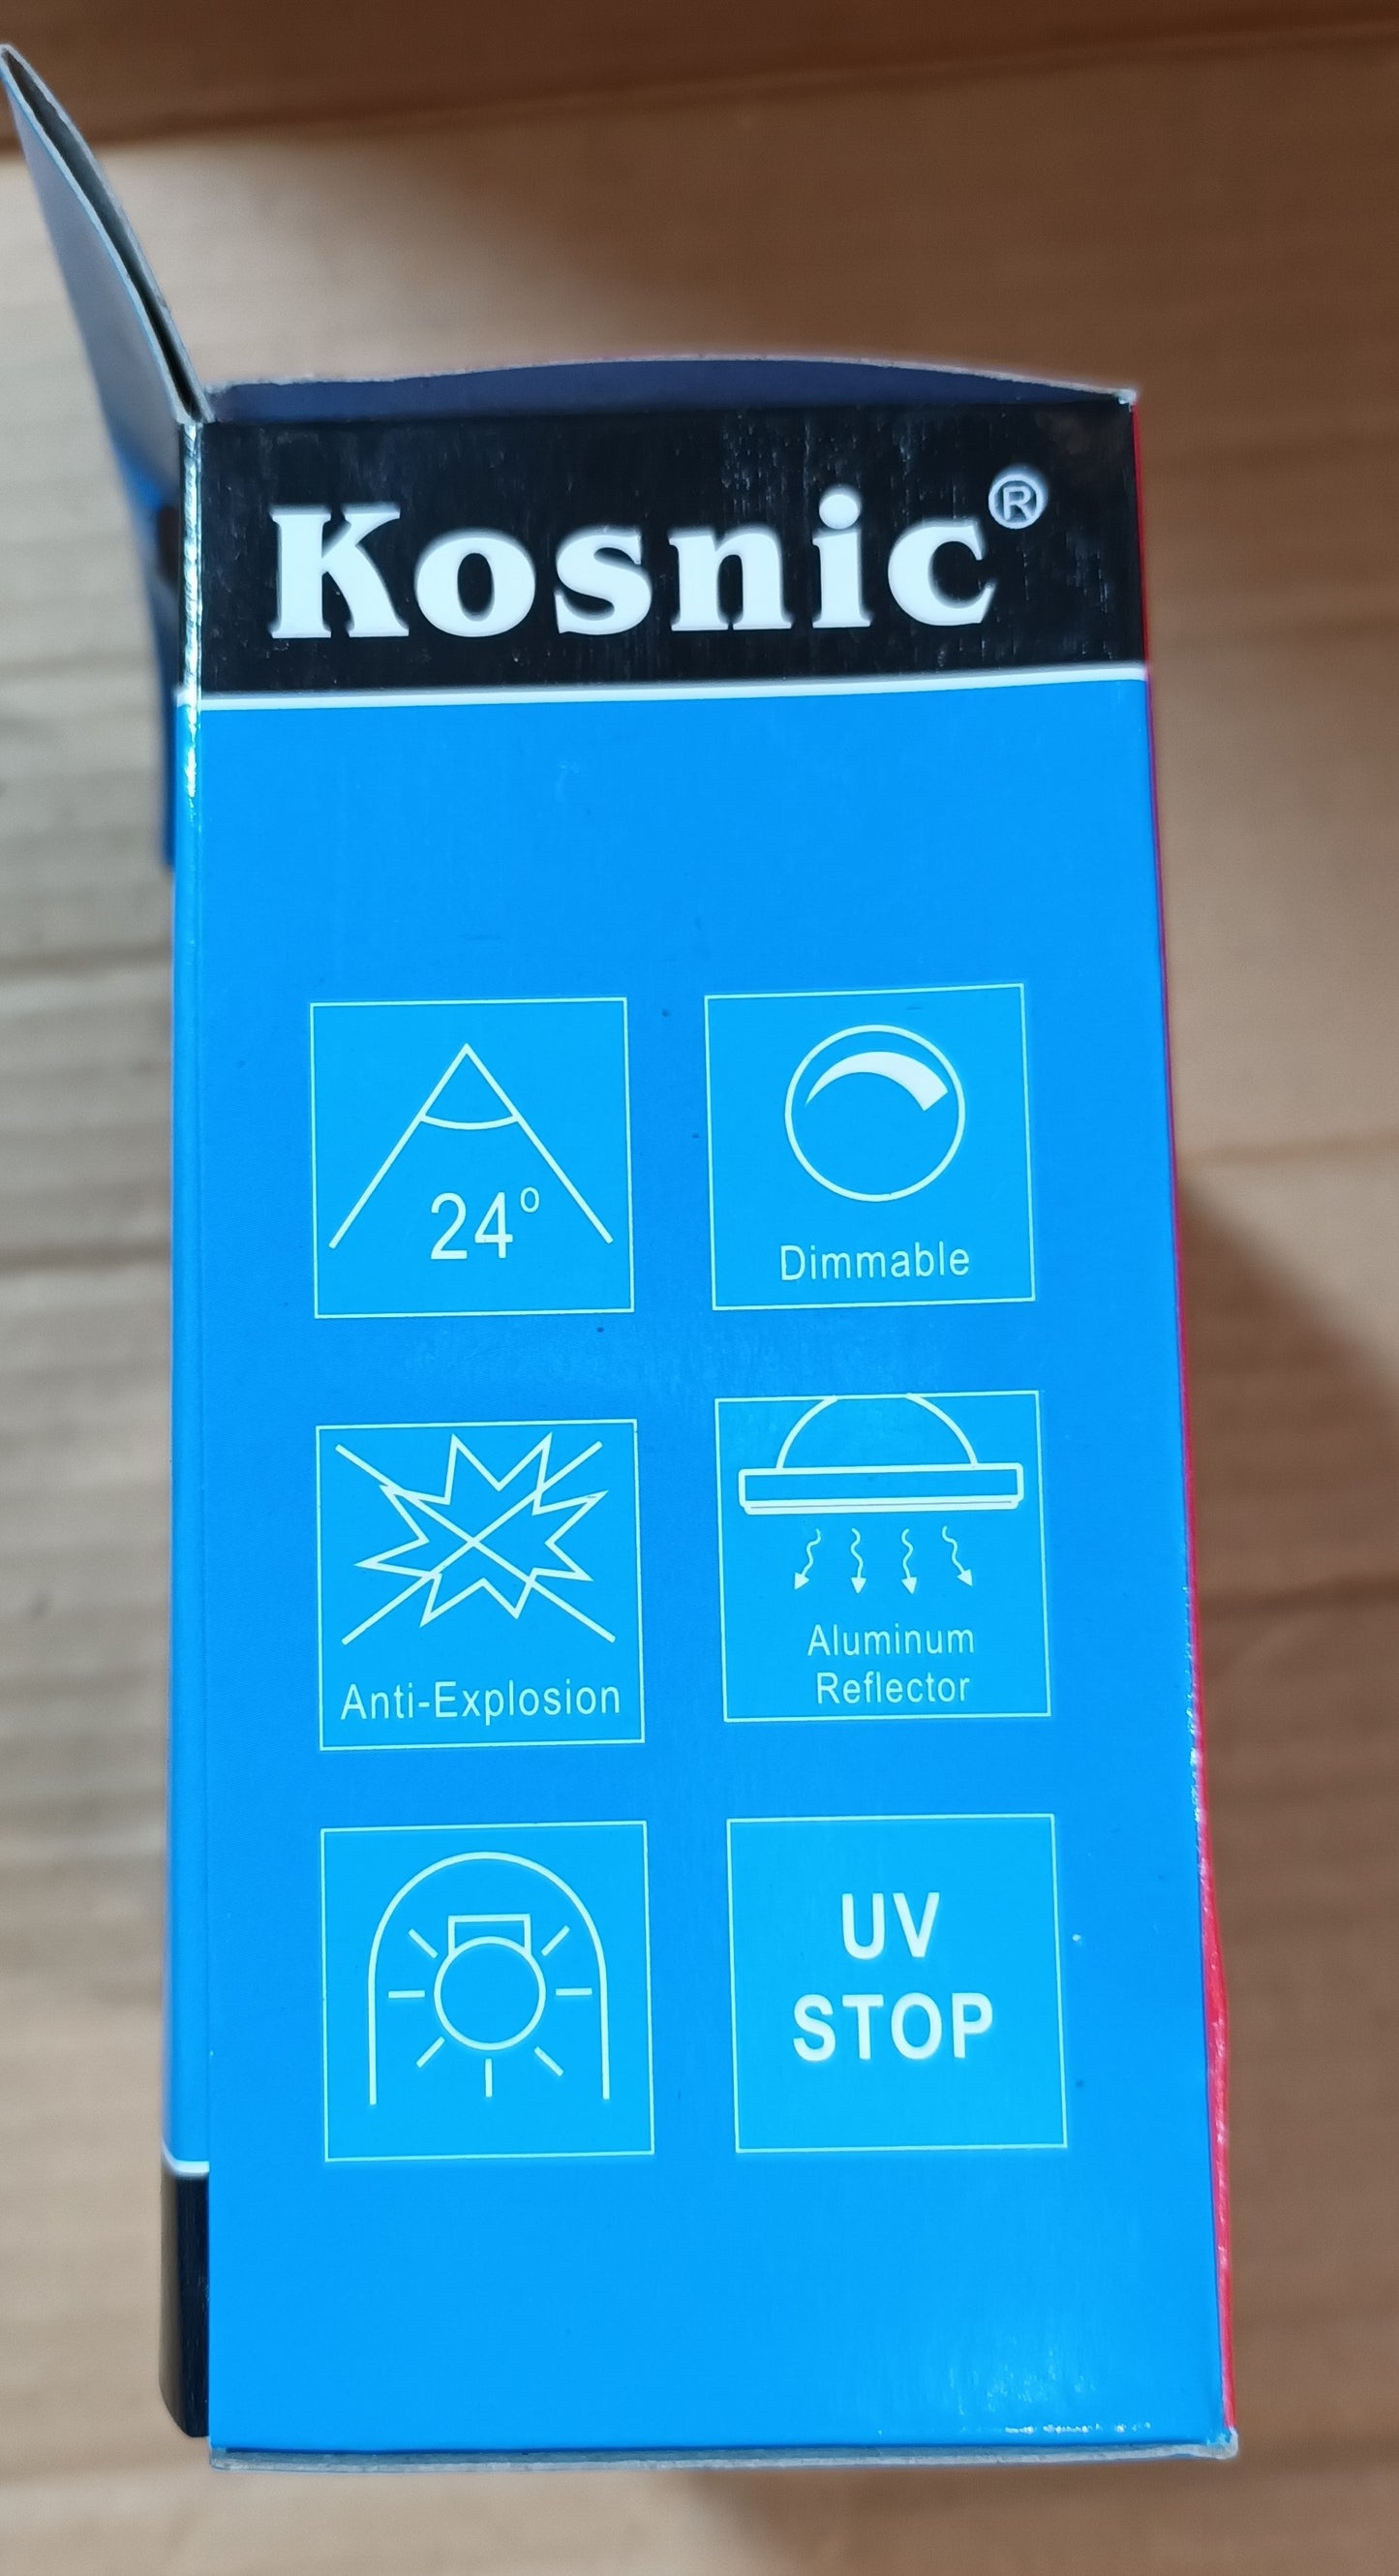 Kosnic®
24°
Dimmable
Anti-Explosion
Aluminum
Reflector
UV
STOP